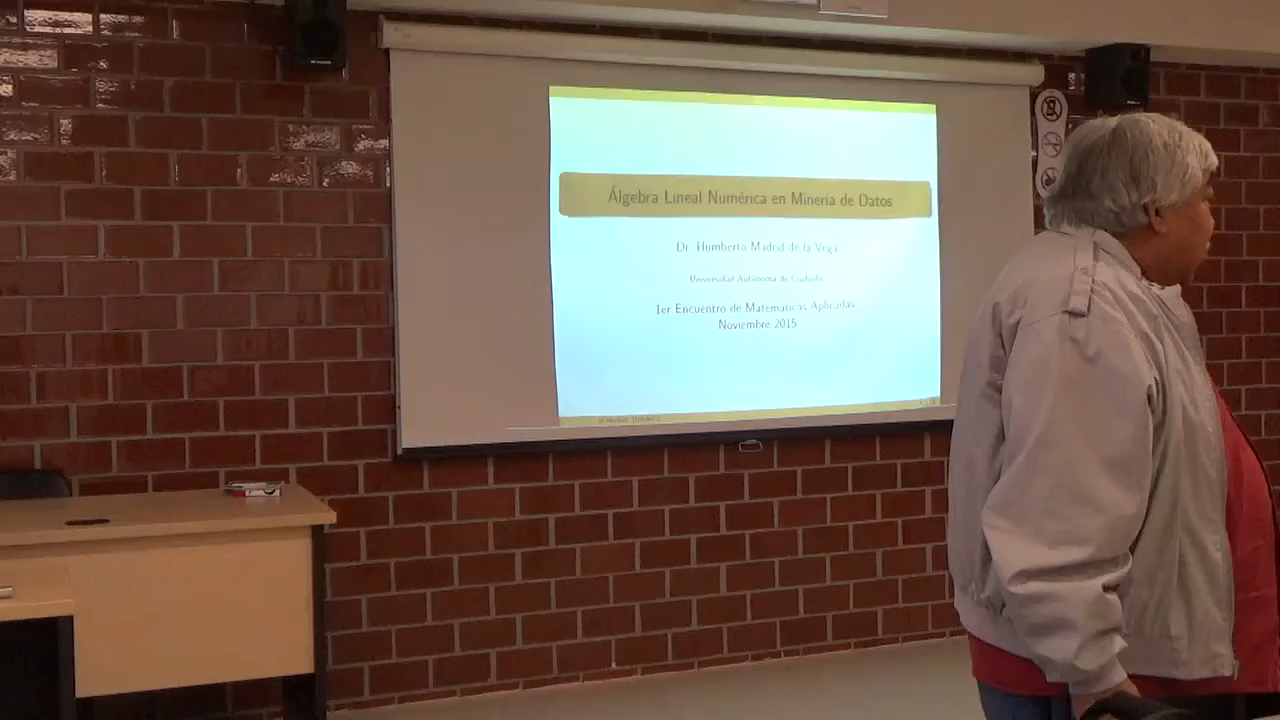 Álgebra Lineal Numérica en Minería de Datos
Dr. Humberto Madrid de la Vega
Universidad Autónoma de Coahuila
1er Encuentro de Matemáticas Aplicadas
Noviembre 2015